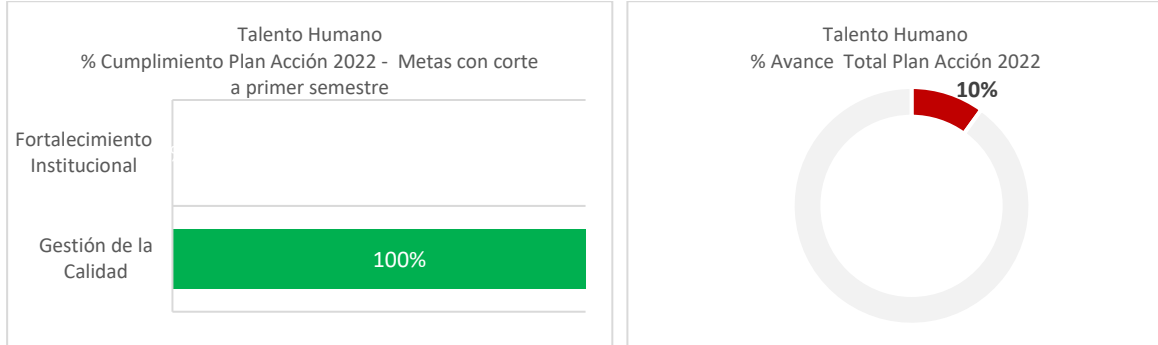 Talento Humano
% Cumplimiento Plan Acción 2022 - Metas con corte
a primer semestre
Fortalecimiento
Institucional
Gestión de la
Calidad
100%
Talento Humano
% Avance Total Plan Acción 2022
10%